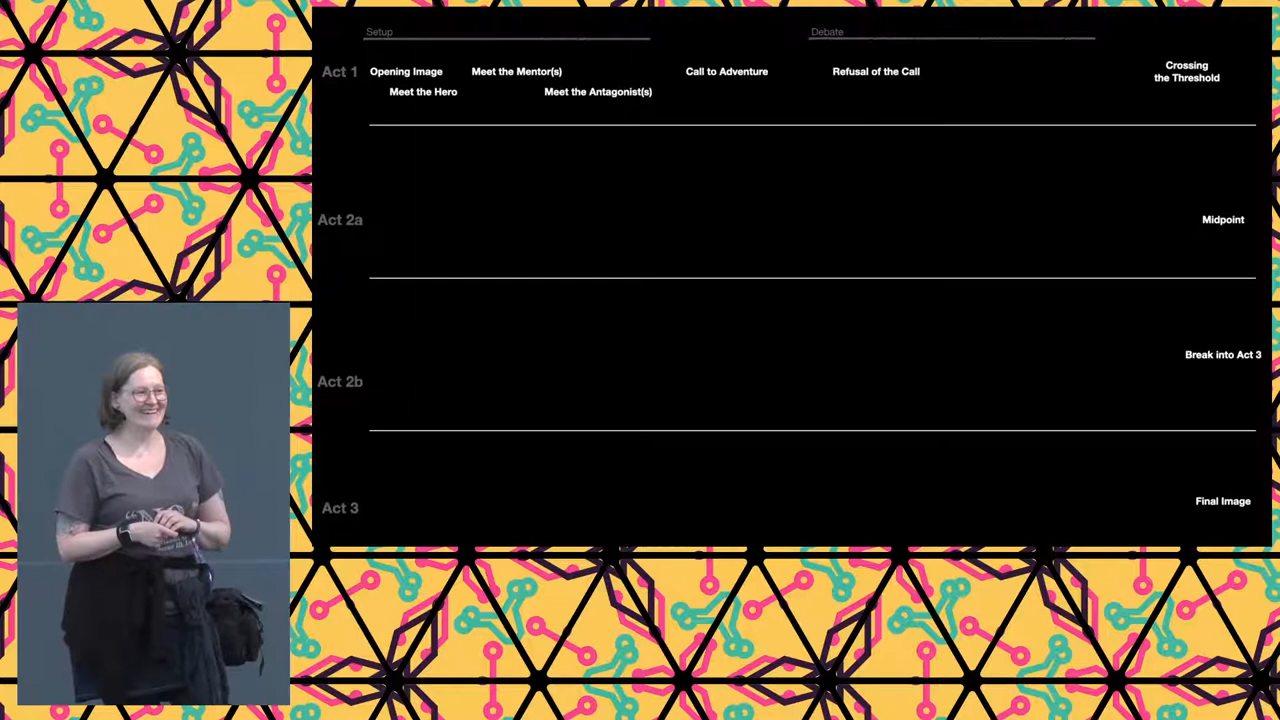 Setup
Debate
Act 1
Opening Image
Meet the Mentor(s)
Call to Adventure
Refusal of the Call
Crossing
the Threshold
Meet the Hero
Meet the Antagonist(s)
Act 2a
Midpoint
Act 2b
Break into Act 3
Act 3
Final Image